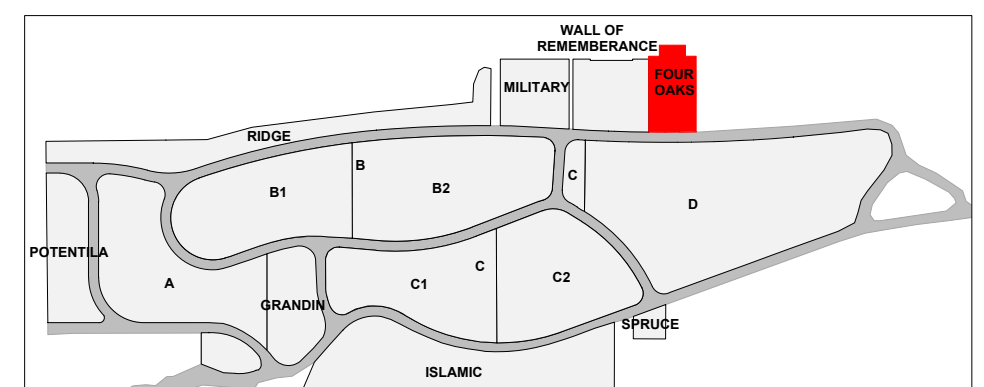 WALL OF
REMEMBERANCE
FOUR
OAKS
MILITARY
RIDGE
B
B1
B2
C
D
POTENTILA
A
GRANDIN
C
C1
C2
SPRUCE
ISLAMIC